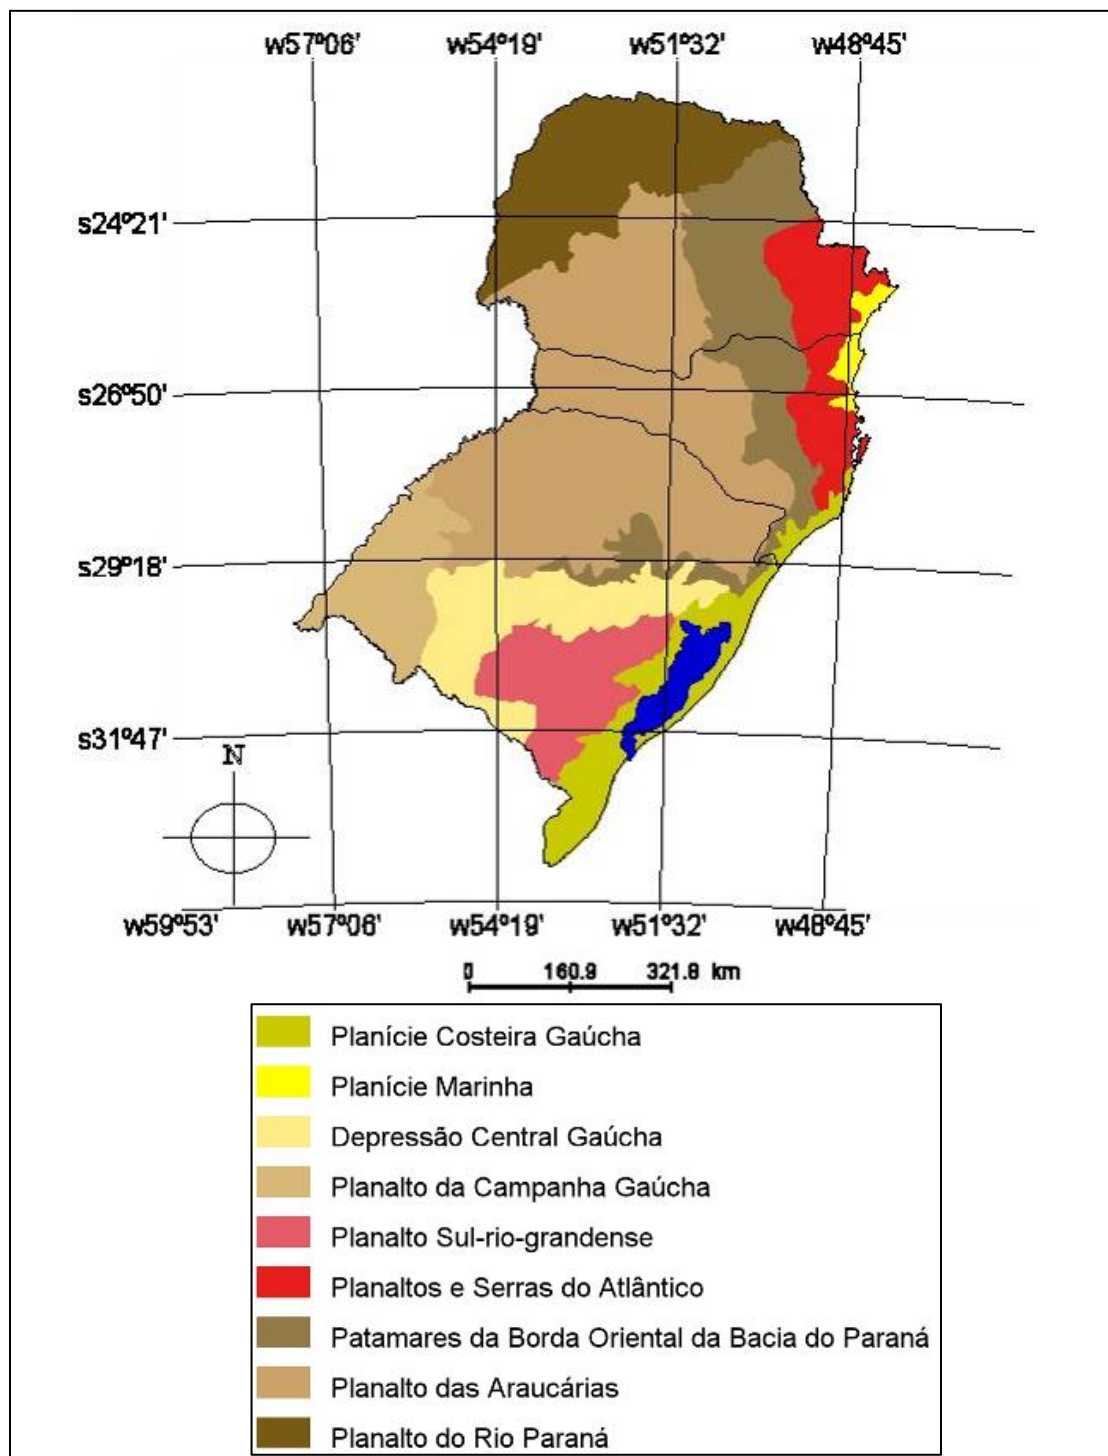 w57º06' w54º19' w51º32' w48º45'
s24º21'
s26º50'
s29º18'
s31º47'
N
w59º53' w57º06' w54º19' w51º32' w48º45'
0 160.9 321.8 km
Planície Costeira Gaúcha
Planície Marinha
Depressão Central Gaúcha
Planalto da Campanha Gaúcha
Planalto Sul-rio-grandense
Planaltos e Serras do Atlântico
Patamares da Borda Oriental da Bacia do Paraná
Planalto das Araucárias
Planalto do Rio Paraná